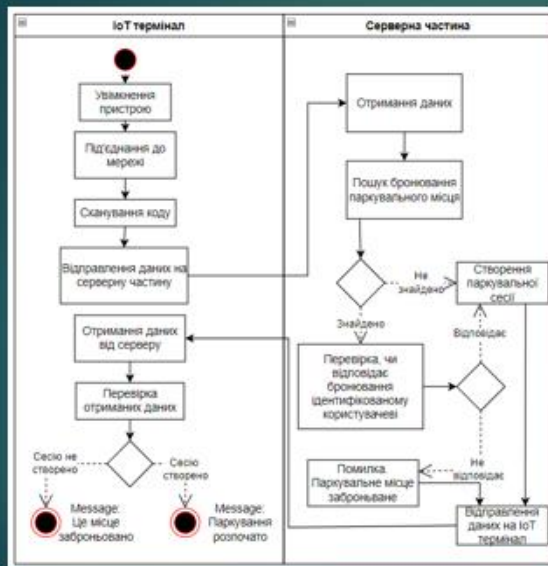 IoT термінал
Серверна частина
Увімкнення
пристрою
Під'єднання до
мережі
Сканування коду
Відправлення даних на
серверну частину
Отримання даних
від серверу
Перевірка
отриманих даних
Сесію не
створено
Сесію
створено
Message:
Це місце
заброньовано
Message:
Паркування
розпочато
Отримання даних
Пошук бронювання
паркувального місця
Не
знайдено
Створення
паркувальної
сесії
Знайдено
Відповідає
Перевірка, чи
відповідає
бронювання
ідентифікованому
користувачеві
Не
відповідає
Помилка.
Паркувальне місце
заброньване
Відправлення
даних на IoT
термінал